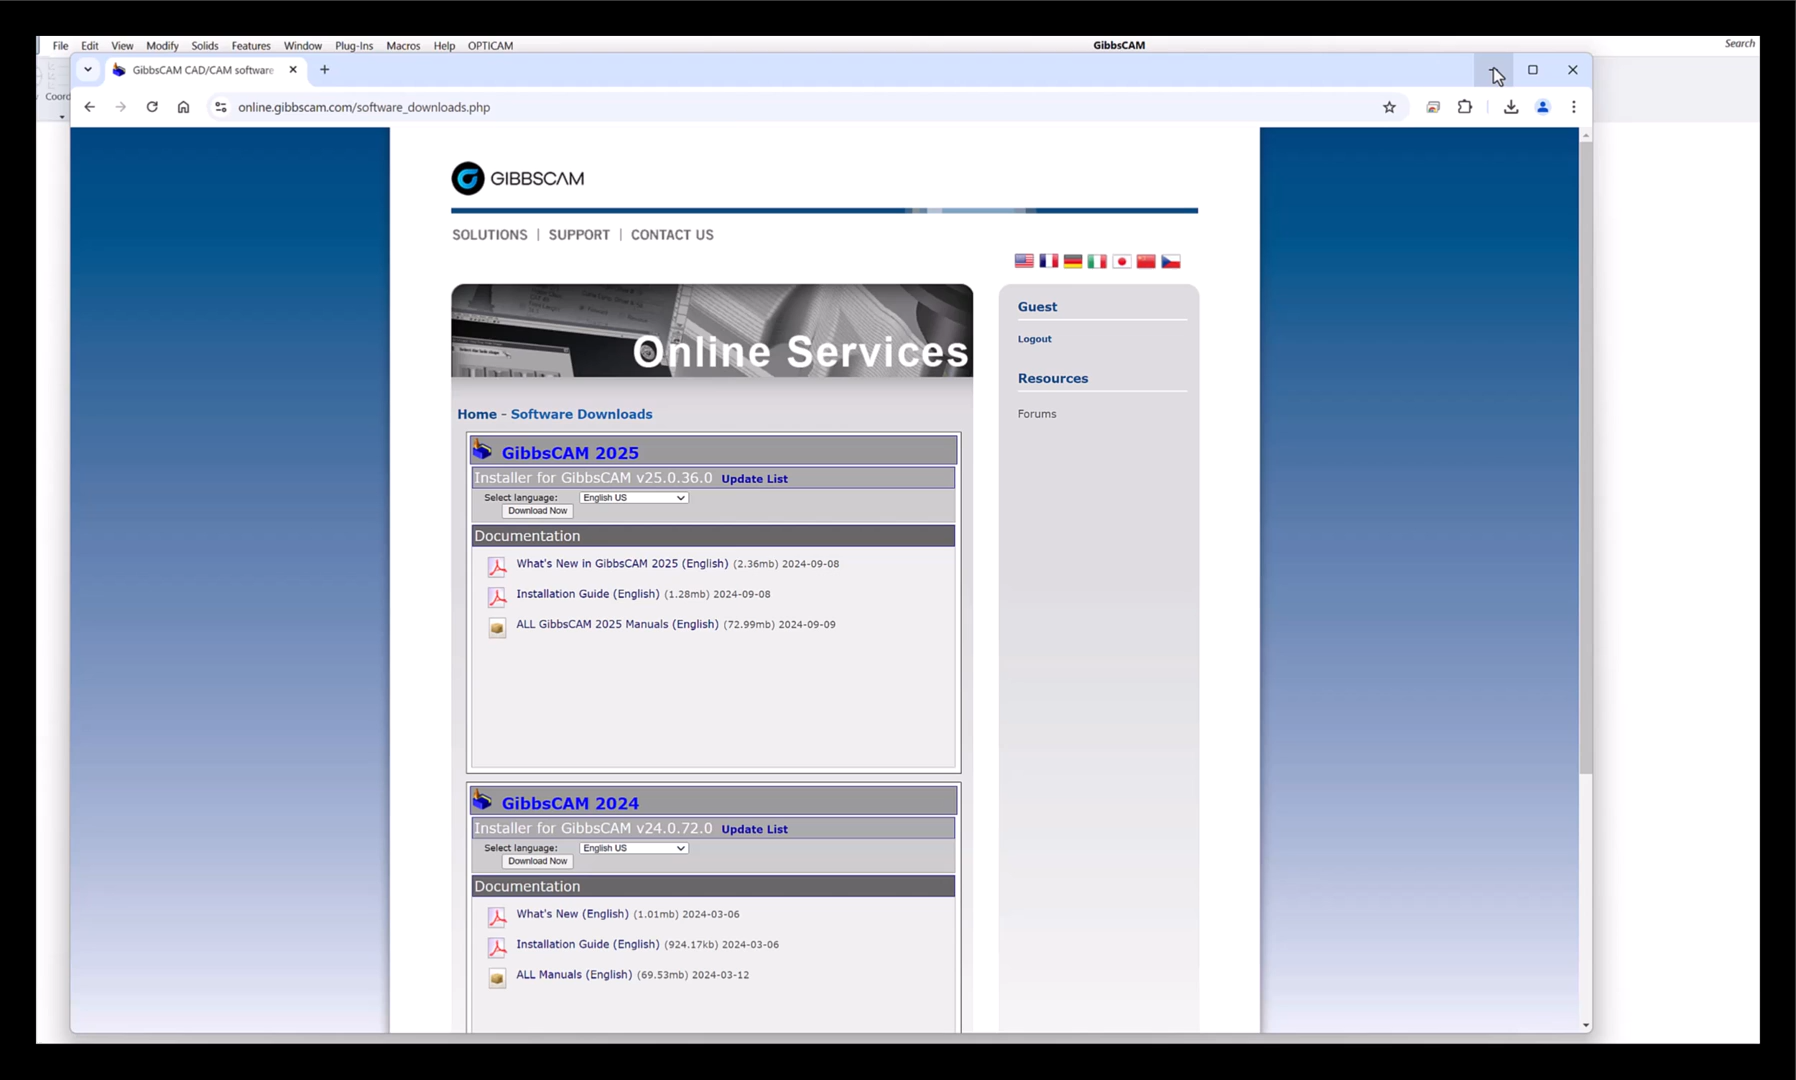 File Edit View Modify Solids Features Window Plug-Ins Macros Help OPTICAM GibbsCAM Search
GibbsCAM CAD/CAM software
Coord
online.gibbscam.com/software_downloads.php
GIBBSCAM
SOLUTIONS | SUPPORT | CONTACT US
Online Services
Guest
Logout
Resources
Forums
Home - Software Downloads
GibbsCAM 2025
Installer for GibbsCAM v25.0.36.0 Update List
Select language: English US
Download Now
Documentation
What's New in GibbsCAM 2025 (English) (2.36mb) 2024-09-08
Installation Guide (English) (1.28mb) 2024-09-08
ALL GibbsCAM 2025 Manuals (English) (72.99mb) 2024-09-09
GibbsCAM 2024
Installer for GibbsCAM v24.0.72.0 Update List
Select language: English US
Download Now
Documentation
What's New (English) (1.01mb) 2024-03-06
Installation Guide (English) (924.17kb) 2024-03-06
ALL Manuals (English) (69.53mb) 2024-03-12